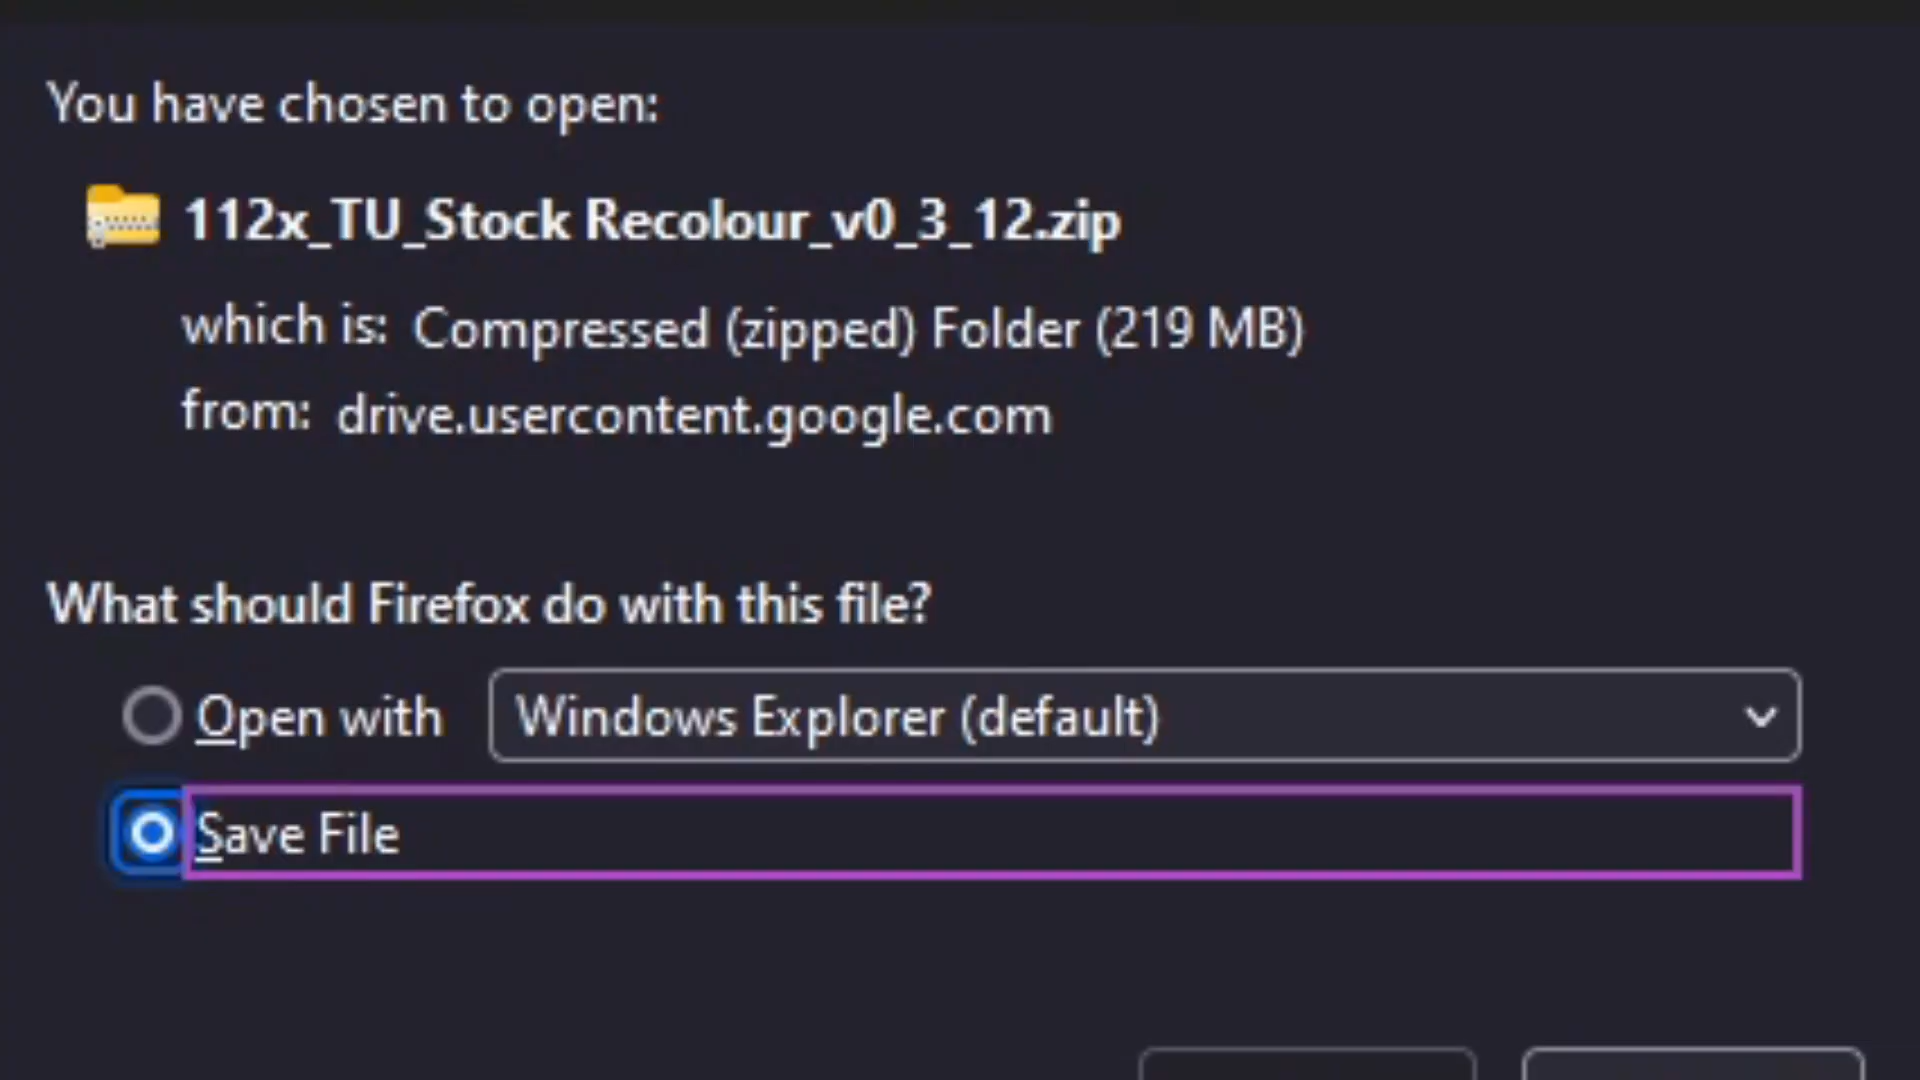 You have chosen to open:
112x_TU_Stock Recolour_v0_3_12.zip
which is: Compressed (zipped) Folder (219 MB)
from: drive.usercontent.google.com
What should Firefox do with this file?
Open with Windows Explorer (default)
Save File